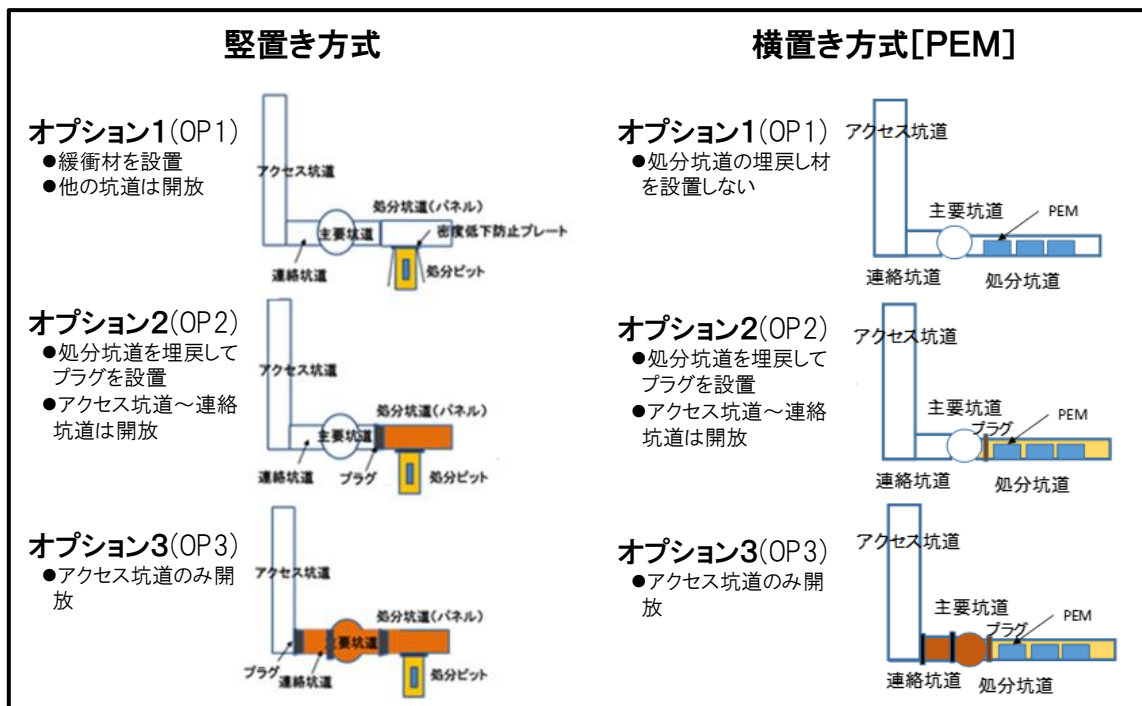 竪置き方式
オプション1(OP1)
●緩衝材を設置
●他の坑道は開放
アクセス坑道
処分坑道(パネル)
主要坑道
密度低下防止プレート
連絡坑道
処分ピット
オプション2(OP2)
●処分坑道を埋戻して
プラグを設置
●アクセス坑道～連絡
坑道は開放
アクセス坑道
処分坑道(パネル)
主要坑道
連絡坑道
プラグ
処分ピット
オプション3(OP3)
●アクセス坑道のみ開
放
アクセス坑道
処分坑道(パネル)
主要坑道
プラグ
連絡坑道
処分ピット
横置き方式[PEM]
オプション1(OP1)
●処分坑道の埋戻し材
を設置しない
アクセス坑道
主要坑道
PEM
連絡坑道
処分坑道
オプション2(OP2)
●処分坑道を埋戻して
プラグを設置
●アクセス坑道～連絡
坑道は開放
アクセス坑道
主要坑道
プラグ
PEM
連絡坑道
処分坑道
オプション3(OP3)
●アクセス坑道のみ開
放
アクセス坑道
主要坑道
プラグ
PEM
連絡坑道
処分坑道